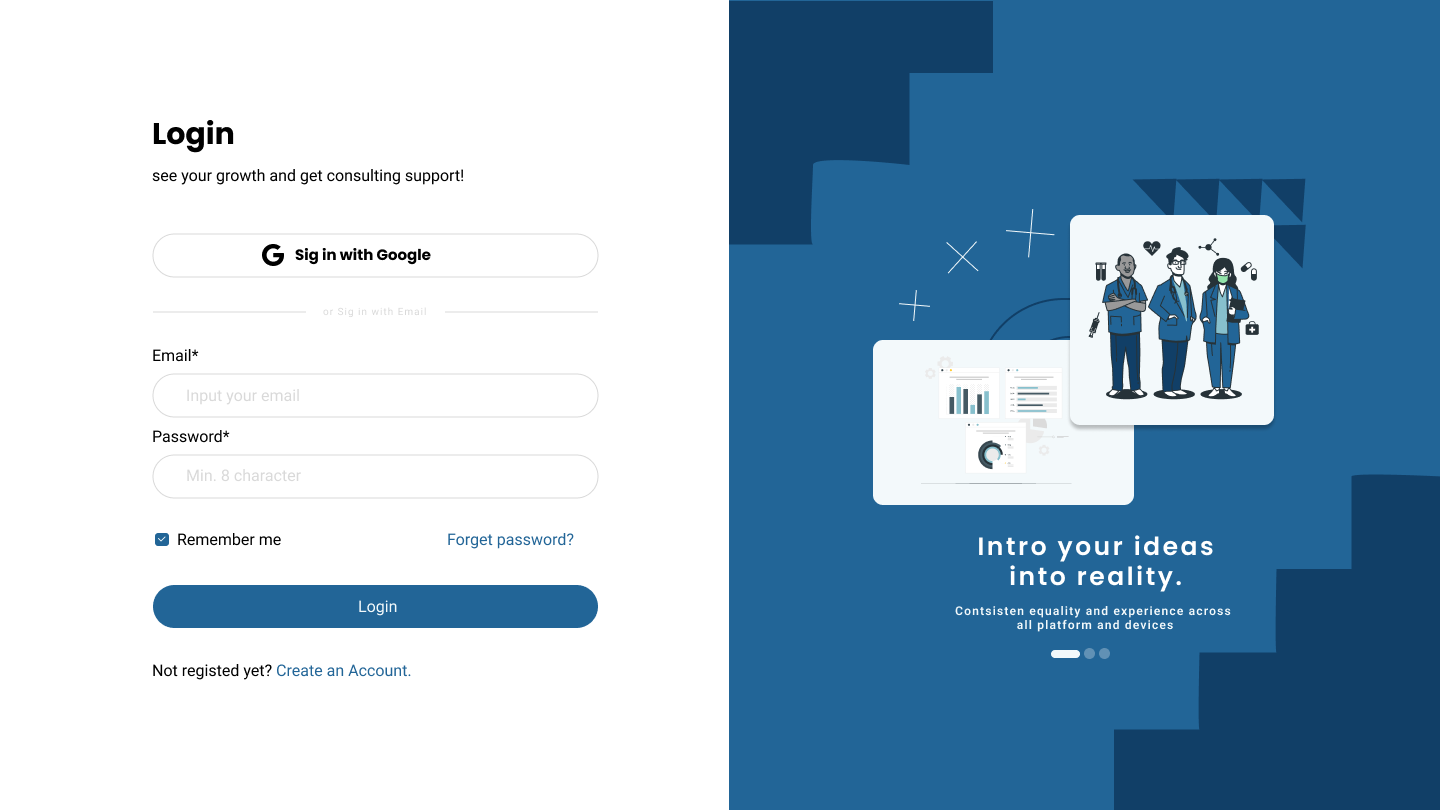 Login
see your growth and get consulting support!
Sig in with Google
or Sig in with Email
Email*
Input your email
Password*
Min. 8 character
Remember me
Forget password?
Login
Not registed yet? Create an Account.
Intro your ideas
into reality.
Contsisten equality and experience across
all platform and devices